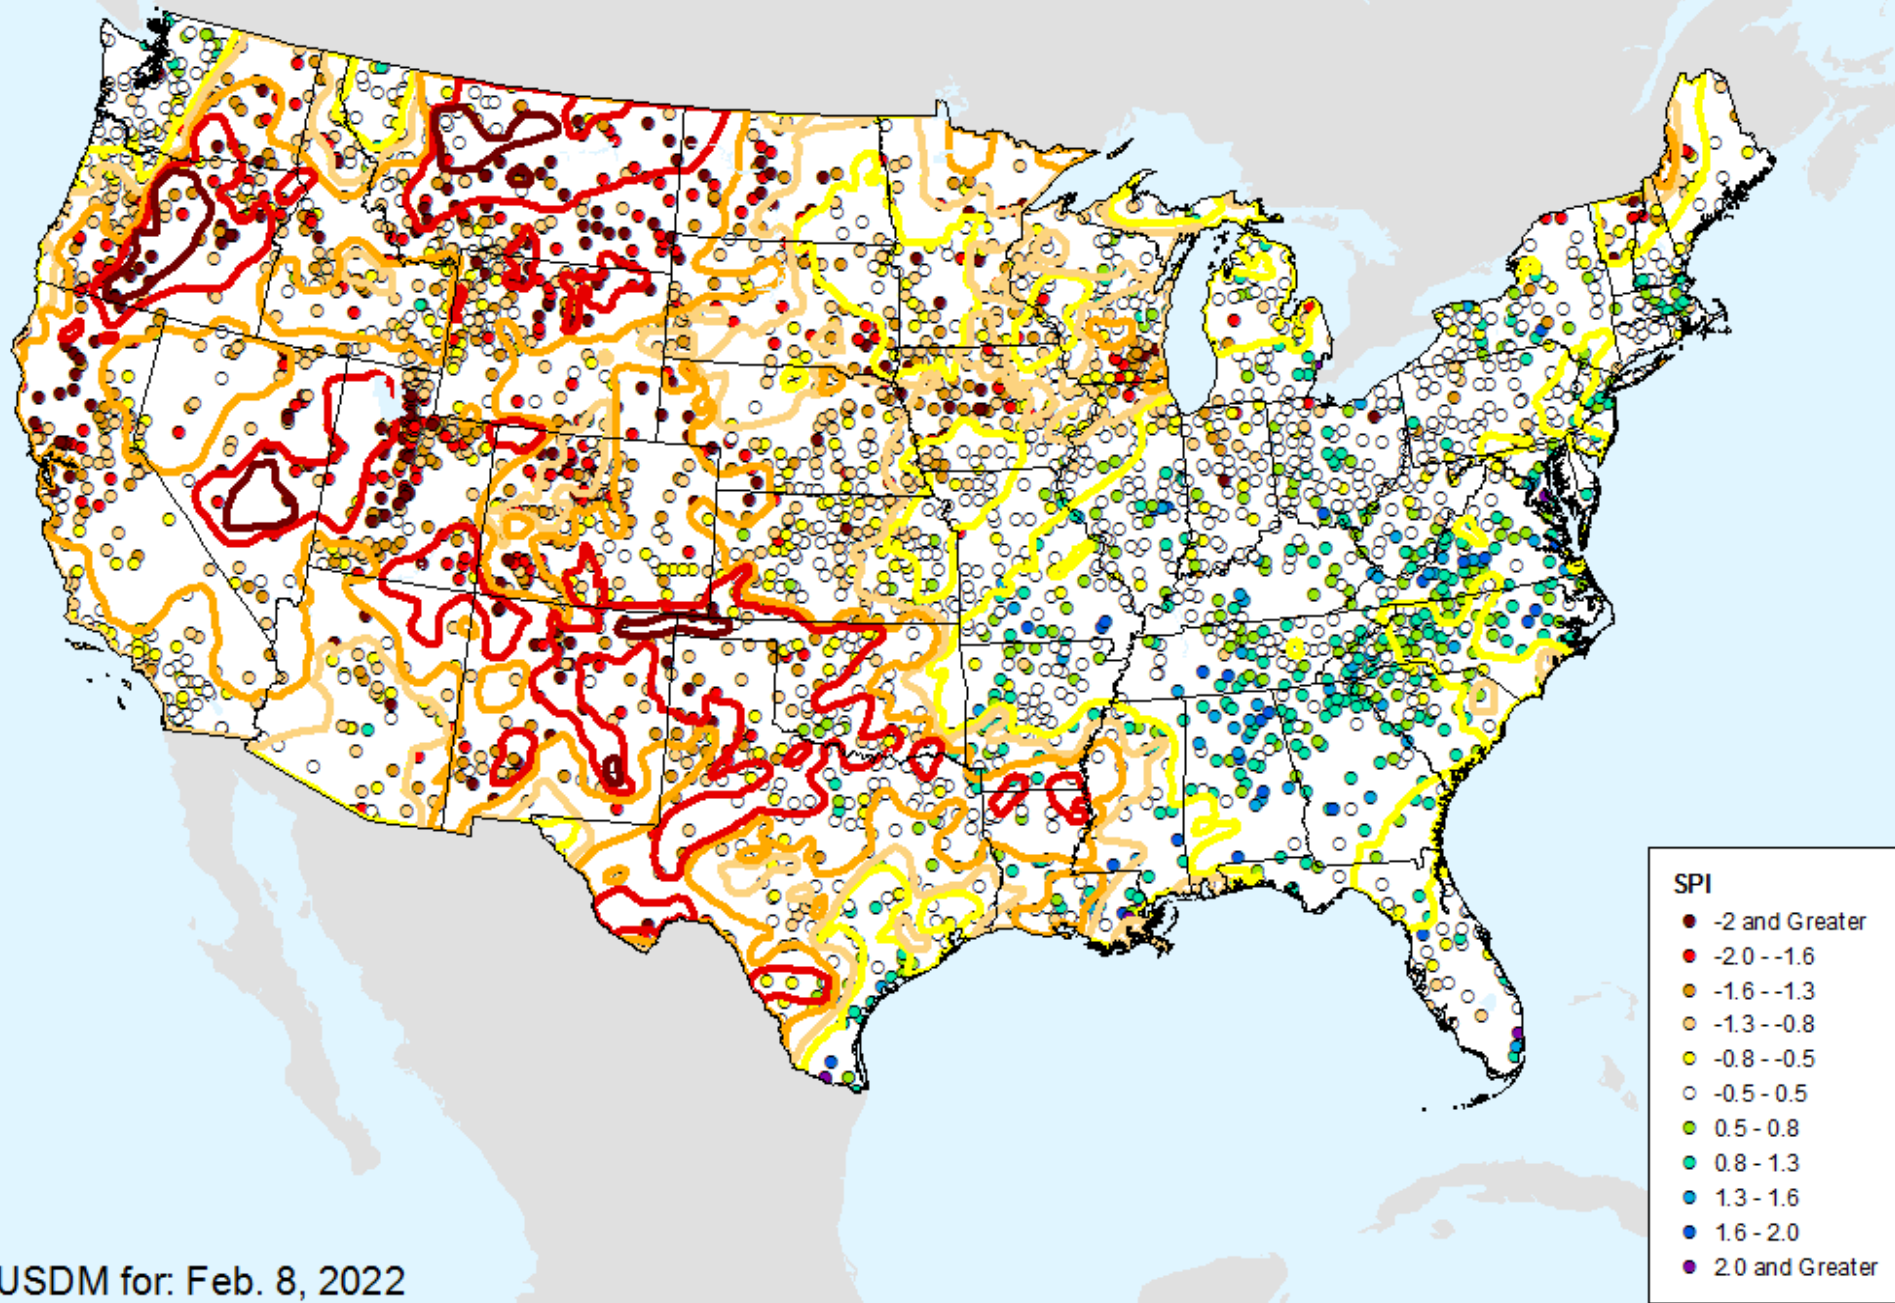 SPI
-2 and Greater
-2.0 - -1.6
-1.6 - -1.3
-1.3 - -0.8
-0.8 - -0.5
-0.5 - 0.5
0.5 - 0.8
0.8 - 1.3
1.3 - 1.6
1.6 - 2.0
2.0 and Greater
USDM for: Feb. 8, 2022